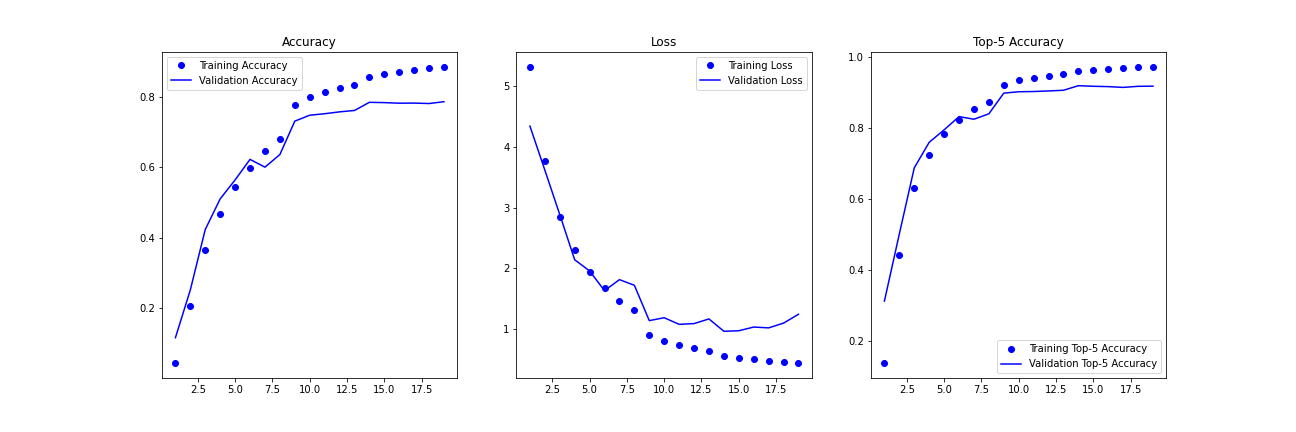 Accuracy
Training Accuracy
Validation Accuracy
0.8
0.6
0.4
0.2
2.5 5.0 7.5 10.0 12.5 15.0 17.5
Loss
Training Loss
Validation Loss
5
4
3
2
1
2.5 5.0 7.5 10.0 12.5 15.0 17.5
Top-5 Accuracy
1.0
0.8
0.6
0.4
0.2
Training Top-5 Accuracy
Validation Top-5 Accuracy
2.5 5.0 7.5 10.0 12.5 15.0 17.5